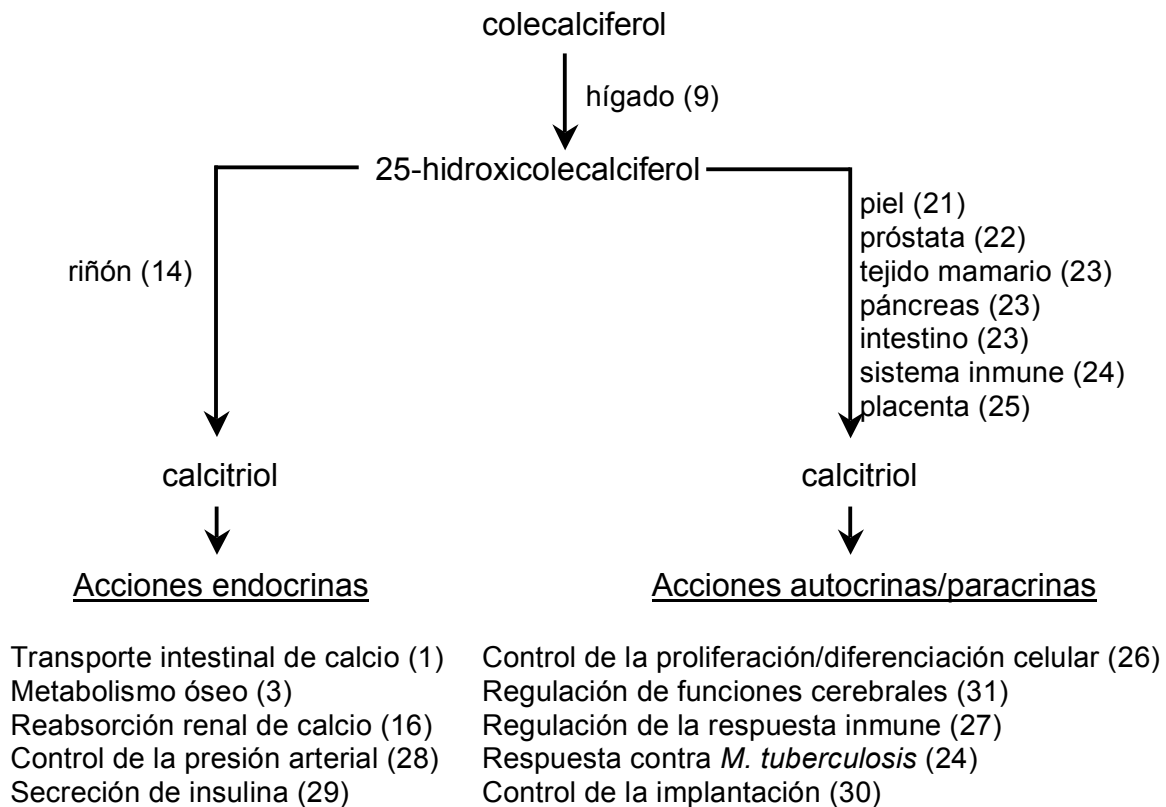 colecalciferol
hígado (9)
25-hidroxicolecalciferol
riñón (14)
piel (21)
próstata (22)
tejido mamario (23)
páncreas (23)
intestino (23)
sistema inmune (24)
placenta (25)
calcitriol
calcitriol
Acciones endocrinas
Acciones autocrinas/paracrinas
Transporte intestinal de calcio (1)
Metabolismo óseo (3)
Reabsorción renal de calcio (16)
Control de la presión arterial (28)
Secreción de insulina (29)
Control de la proliferación/diferenciación celular (26)
Regulación de funciones cerebrales (31)
Regulación de la respuesta inmune (27)
Respuesta contra M. tuberculosis (24)
Control de la implantación (30)